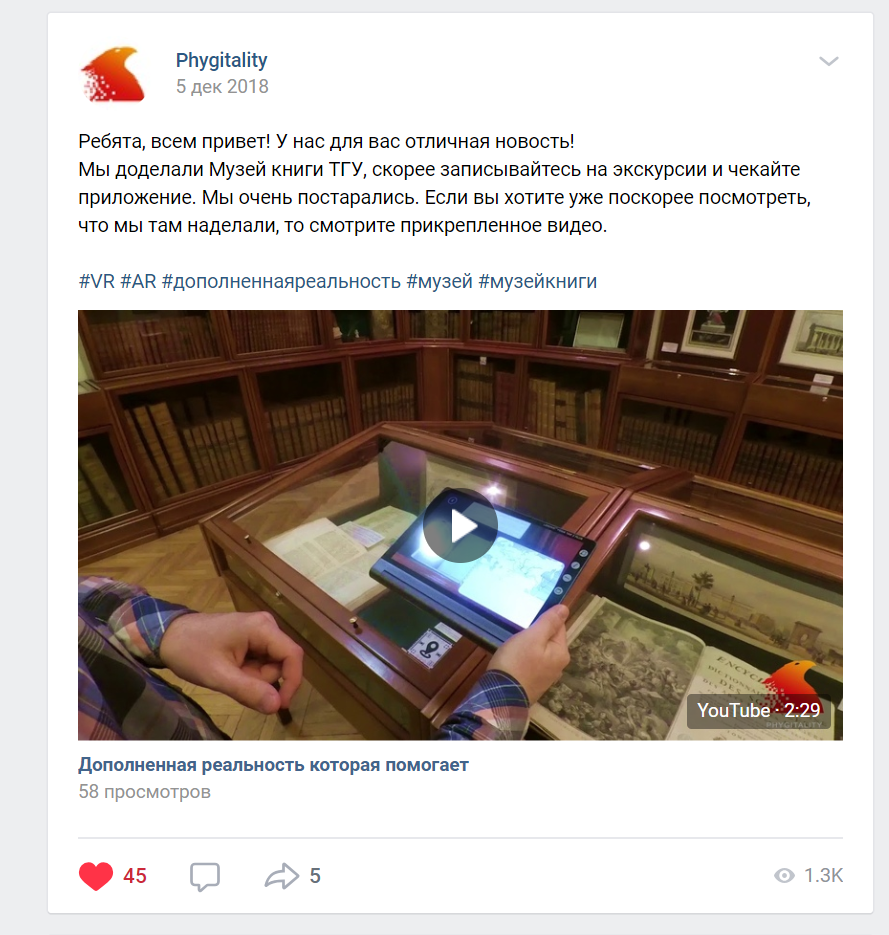 Phygitality
5 дек 2018
Ребята, всем привет! У нас для вас отличная новость!
Мы доделали Музей книги ТГУ, скорее записывайтесь на экскурсии и чекайте
приложение. Мы очень постарались. Если вы хотите уже поскорее посмотреть,
что мы там наделали, то смотрите прикрепленное видео.
#VR #AR #дополненнаяреальность #музей #музейкниги
YouTube · 2:29
PHYGITALITY
Дополненная реальность которая помогает
58 просмотров
45
5
1.3K